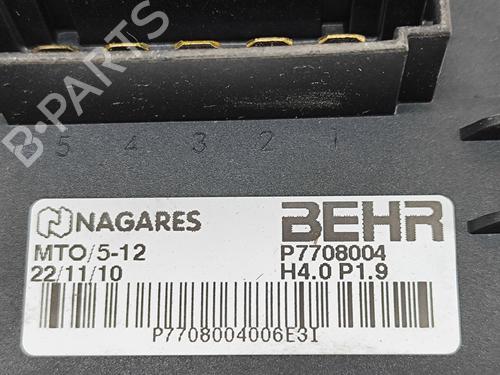 B-PARTS
5 4 3 2 1
NAGARES BEHR
MTO/5-12 P7708004
22/11/10 H4.0 P1.9
P7708004006E3I